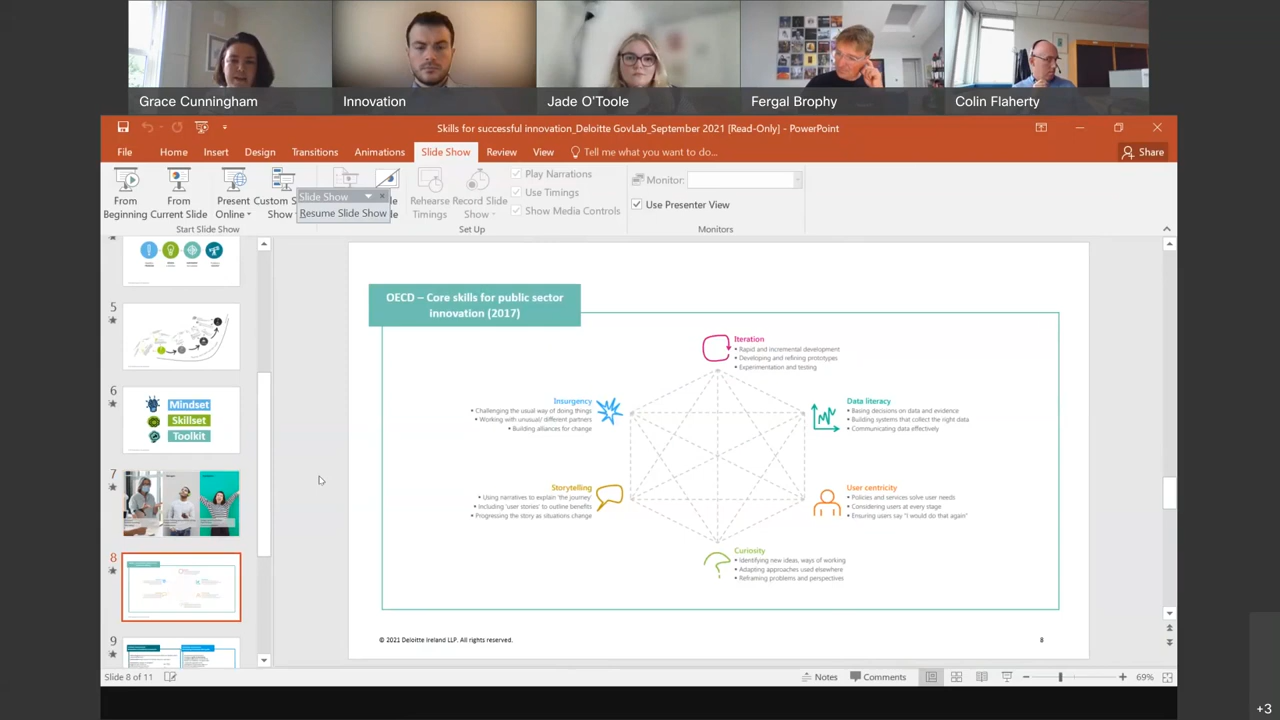 Grace Cunningham
Innovation
Jade O'Toole
Fergal Brophy
Colin Flaherty
Skills for successful innovation_Deloitte GovLab_September 2021 [Read-Only] - PowerPoint
File
Home
Insert
Design
Transitions
Animations
Slide Show
Review
View
Tell me what you want to do...
Share
From Beginning
From Current Slide
Present Online
Custom S
Show
Slide Show
Resume Slide Show
Rehearse Timings
Record Slide Show
Play Narrations
Use Timings
Show Media Controls
Monitor:
Use Presenter View
Start Slide Show
Set Up
Monitors
5
6
Mindset
Skillset
Toolkit
7
8
9
OECD – Core skills for public sector
innovation (2017)
Iteration
• Rapid and incremental development
• Developing and refining prototypes
• Experimentation and testing
Insurgency
• Challenging the usual way of doing things
• Working with unusual/ different partners
• Building alliances for change
Data literacy
• Basing decisions on data and evidence
• Building systems that collect the right data
• Communicating data effectively
Storytelling
• Using narratives to explain 'the journey'
• Including 'user stories' to outline benefits
• Progressing the story as situations change
User centricity
• Policies and services solve user needs
• Considering users at every stage
• Ensuring users say "I would do that again"
Curiosity
• Identifying new ideas, ways of working
• Adapting approaches used elsewhere
• Reframing problems and perspectives
© 2021 Deloitte Ireland LLP. All rights reserved.
8
Slide 8 of 11
Notes
Comments
69%
+3